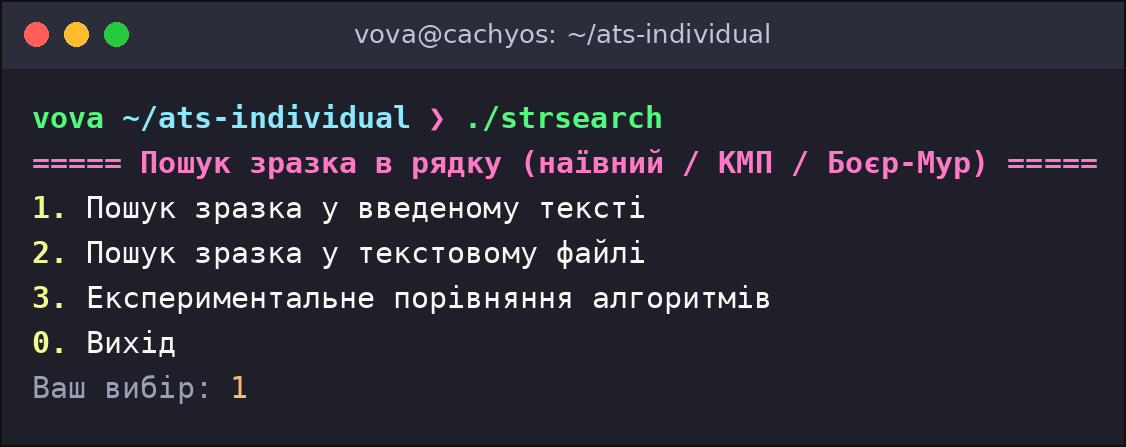 vova@cachyos: ~/ats-individual
vova ~/ats-individual ❯ ./strsearch
===== Пошук зразка в рядку (наївний / КМП / Боєр-Мур) =====
1. Пошук зразка у введеному тексті
2. Пошук зразка у текстовому файлі
3. Експериментальне порівняння алгоритмів
0. Вихід
Ваш вибір: 1